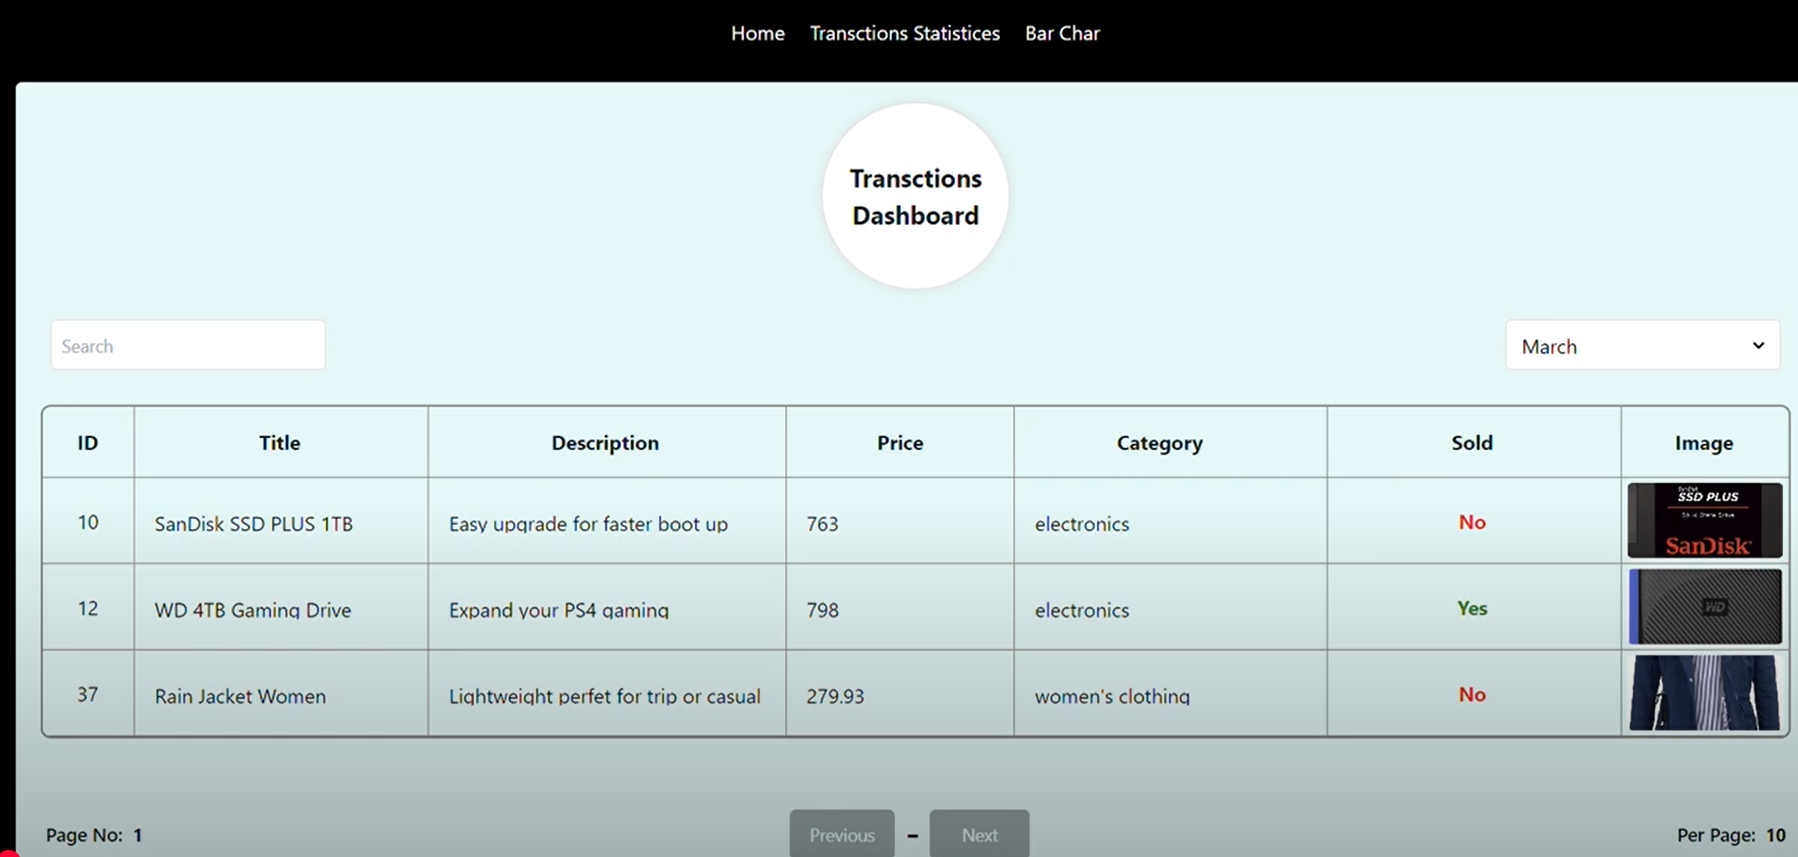 Home Transctions Statistices Bar Char
Transctions
Dashboard
Search
March
ID Title Description Price Category Sold Image
10 SanDisk SSD PLUS 1TB Easy upgrade for faster boot up 763 electronics No
SSD PLUS
Solid State Drive
SanDisk
12 WD 4TB Gaming Drive Expand your PS4 gaming 798 electronics Yes
WD
37 Rain Jacket Women Lightweight perfet for trip or casual 279.93 women's clothing No
Page No: 1 Previous - Next Per Page: 10